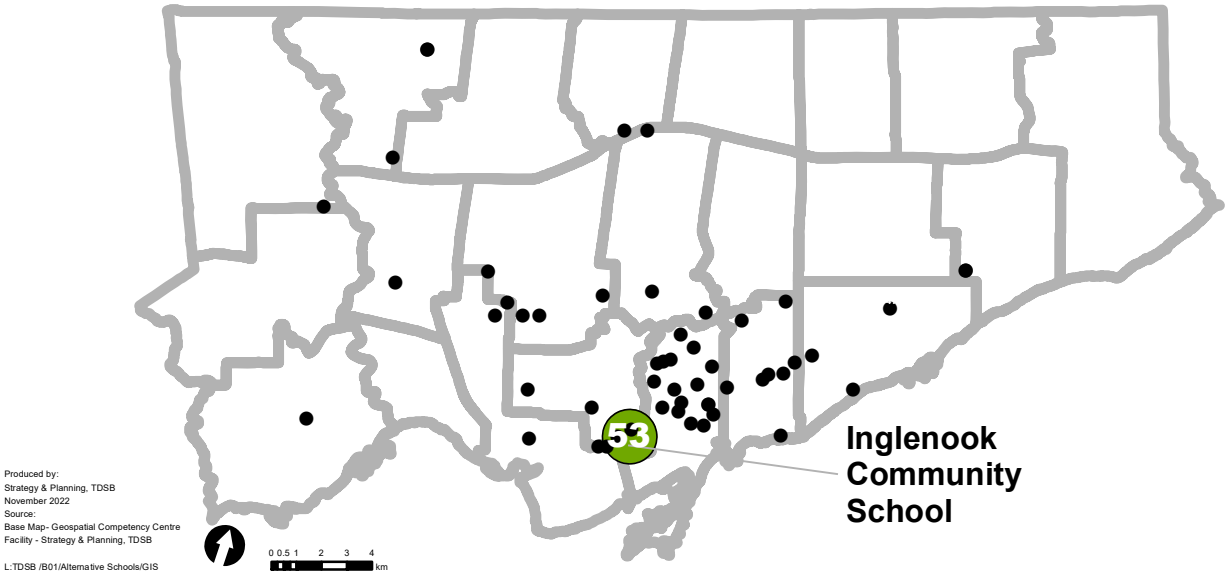 53
Inglenook
Community
School
Produced by:
Strategy & Planning, TDSB
November 2022
Source:
Base Map- Geospatial Competency Centre
Facility - Strategy & Planning, TDSB
L:TDSB /B01/Alternative Schools/GIS
0 0.5 1 2 3 4
km